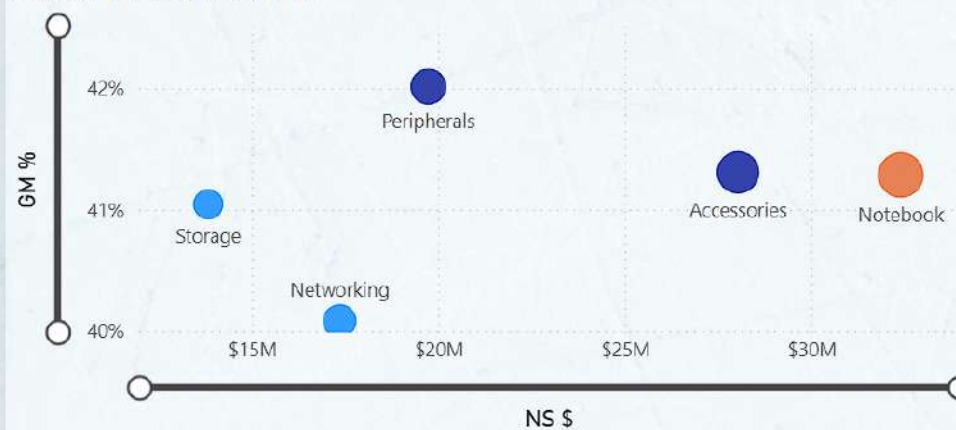 42%
Peripherals
GM %
41%
Storage
Accessories
Notebook
Networking
40%
$15M
$20M
$25M
$30M
NS $